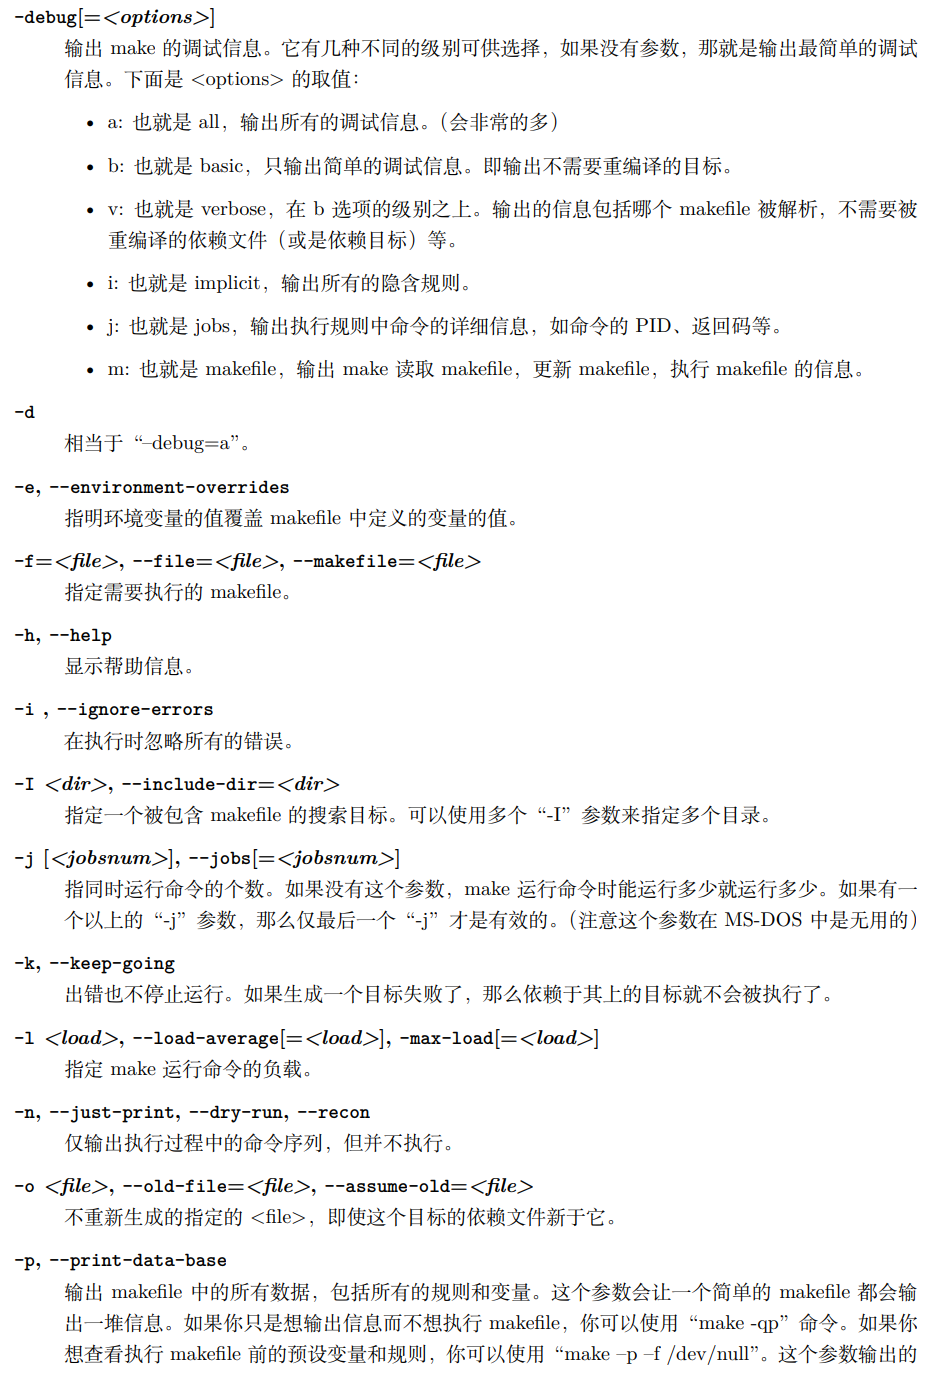 -debug[=<options>]
输出 make 的调试信息。它有几种不同的级别可供选择，如果没有参数，那就是输出最简单的调试
信息。下面是 <options> 的取值：
• a: 也就是 all，输出所有的调试信息。（会非常的多）
• b: 也就是 basic，只输出简单的调试信息。即输出不需要重编译的目标。
• v: 也就是 verbose，在 b 选项的级别之上。输出的信息包括哪个 makefile 被解析，不需要被
重编译的依赖文件（或是依赖目标）等。
• i: 也就是 implicit，输出所有的隐含规则。
• j: 也就是 jobs，输出执行规则中命令的详细信息，如命令的 PID、返回码等。
• m: 也就是 makefile，输出 make 读取 makefile，更新 makefile，执行 makefile 的信息。
-d
相当于 “–debug=a”。
-e, --environment-overrides
指明环境变量的值覆盖 makefile 中定义的变量的值。
-f=<file>, --file=<file>, --makefile=<file>
指定需要执行的 makefile。
-h, --help
显示帮助信息。
-i , --ignore-errors
在执行时忽略所有的错误。
-I <dir>, --include-dir=<dir>
指定一个被包含 makefile 的搜索目标。可以使用多个 “-I” 参数来指定多个目录。
-j [<jobsnum>], --jobs[=<jobsnum>]
指同时运行命令的个数。如果没有这个参数，make 运行命令时能运行多少就运行多少。如果有一
个以上的 “-j” 参数，那么仅最后一个 “-j” 才是有效的。（注意这个参数在 MS-DOS 中是无用的）
-k, --keep-going
出错也不停止运行。如果生成一个目标失败了，那么依赖于其上的目标就不会被执行了。
-l <load>, --load-average[=<load>], -max-load[=<load>]
指定 make 运行命令的负载。
-n, --just-print, --dry-run, --recon
仅输出执行过程中的命令序列，但并不执行。
-o <file>, --old-file=<file>, --assume-old=<file>
不重新生成的指定的 <file>，即使这个目标的依赖文件新于它。
-p, --print-data-base
输出 makefile 中的所有数据，包括所有的规则和变量。这个参数会让一个简单的 makefile 都会输
出一堆信息。如果你只是想输出信息而不想执行 makefile，你可以使用 “make -qp” 命令。如果你
想查看执行 makefile 前的预设变量和规则，你可以使用 “make –p –f /dev/null”。这个参数输出的